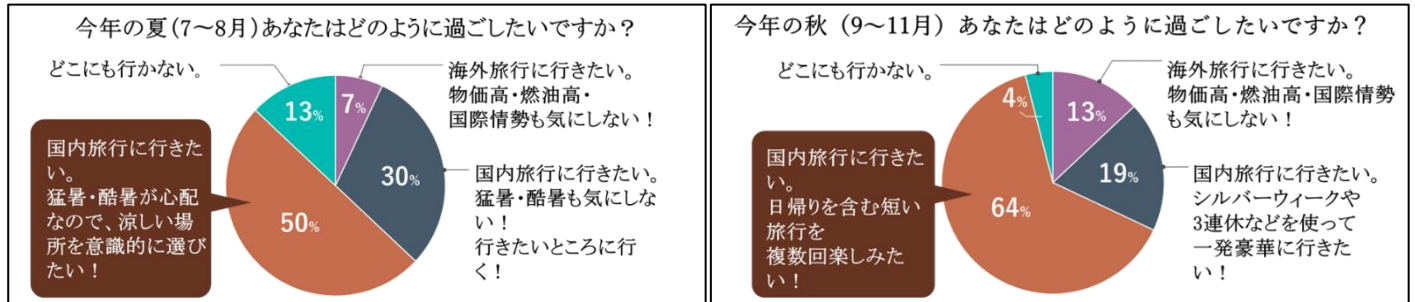 今年の夏(7～8月)あなたはどのように過ごしたいですか？
どこにも行かない。
海外旅行に行きたい。
物価高・燃油高・
国際情勢も気にしない！
13%
7%
国内旅行に行きた
い。
猛暑・酷暑が心配
なので、涼しい場
所を意識的に選び
たい！
50%
30%
国内旅行に行きたい。
猛暑・酷暑も気にしな
い！
行きたいところに行
く！
今年の秋（9～11月）あなたはどのように過ごしたいですか？
どこにも行かない。
海外旅行に行きたい。
物価高・燃油高・国際情勢
も気にしない！
4%
13%
国内旅行に行きた
い。
日帰りを含む短い
旅行を
複数回楽しみた
い！
64%
19%
国内旅行に行きたい。
シルバーウィークや
3連休などを使って
一発豪華に行きた
い！